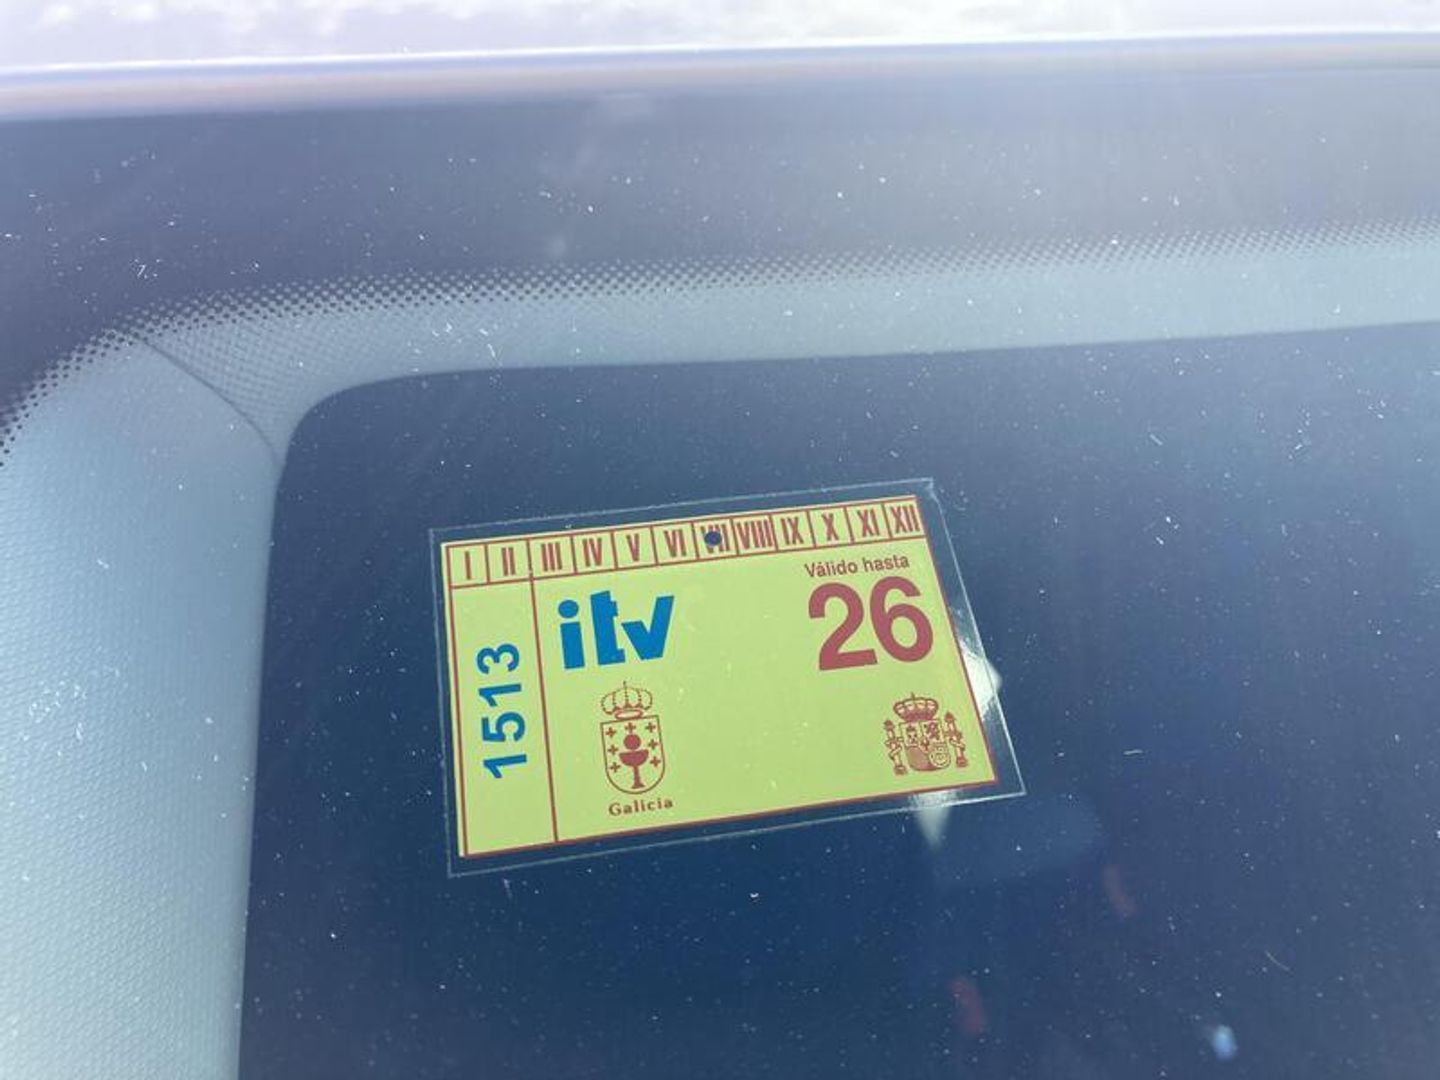 I II III IV V VI VII VIII IX X XI XII
Válido hasta
itv 26
1513
Galicia